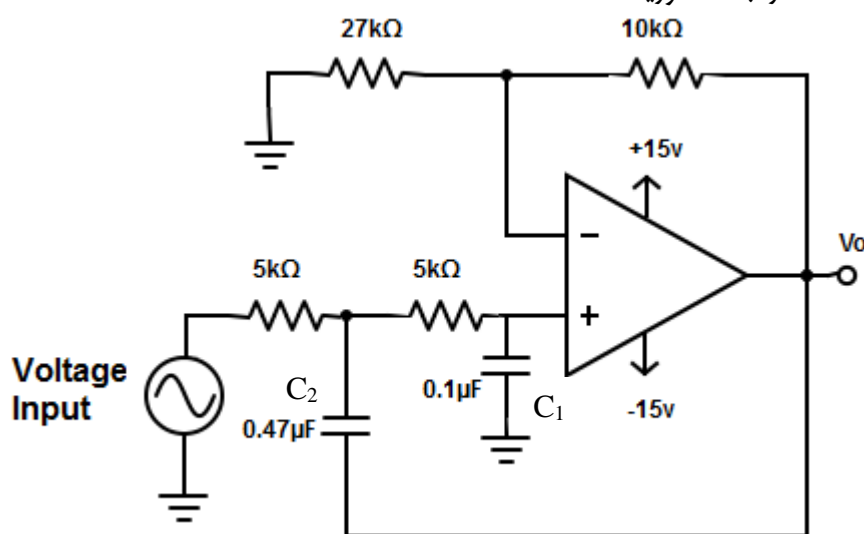 27kΩ
10kΩ
+15v
Vo
−
5kΩ
5kΩ
+
Voltage
Input
C₂
0.47µF
0.1µF
C₁
-15v